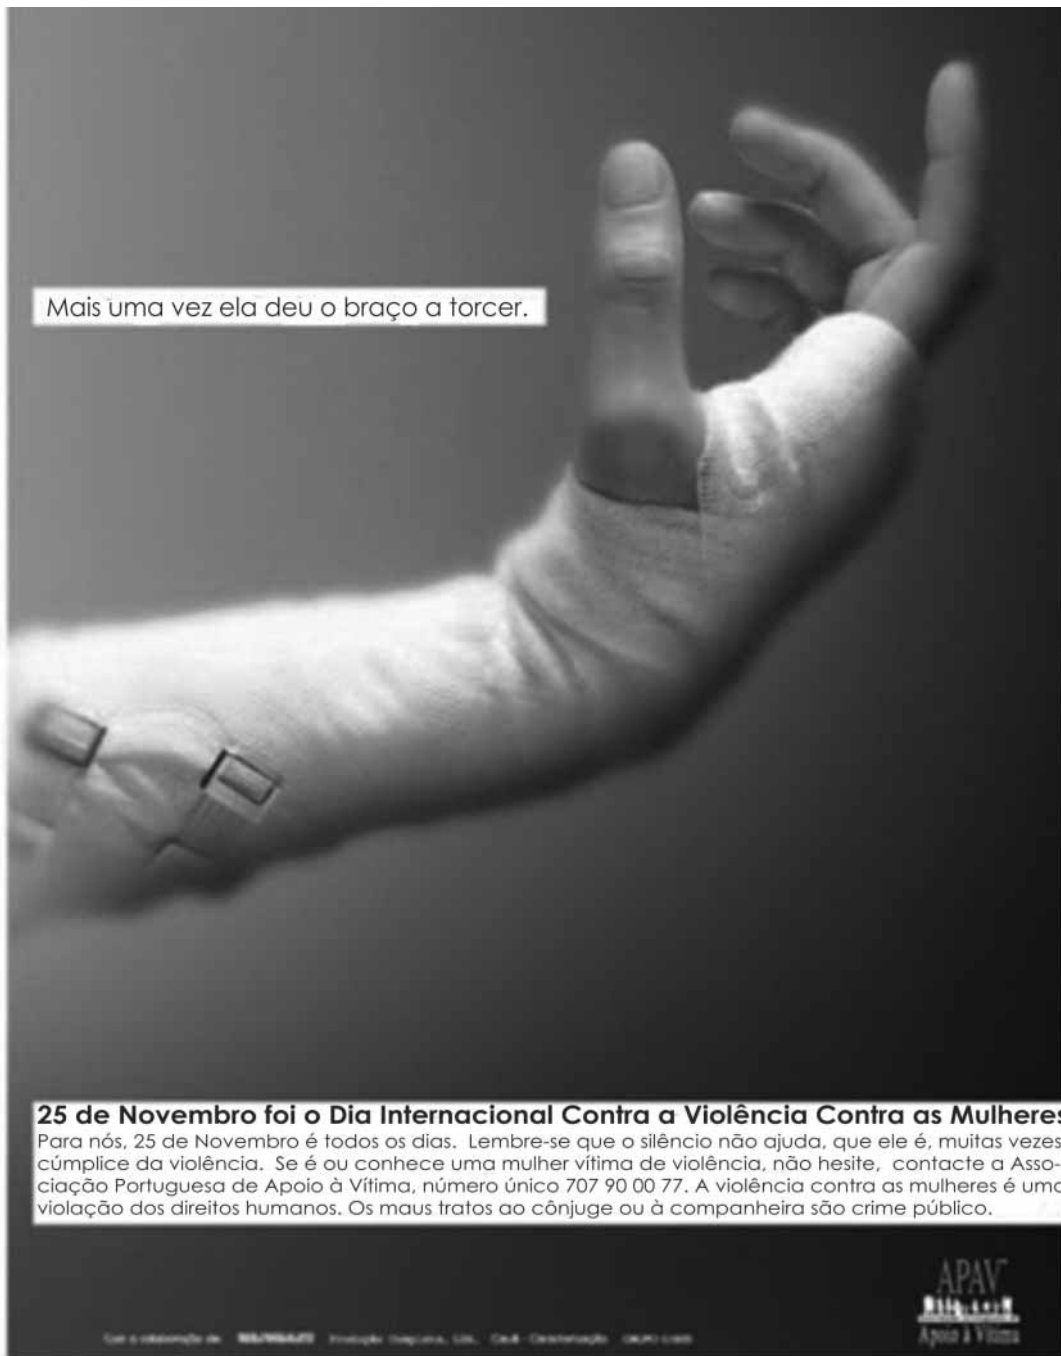 Mais uma vez ela deu o braço a torcer.
25 de Novembro foi o Dia Internacional Contra a Violência Contra as Mulheres
Para nós, 25 de Novembro é todos os dias. Lembre-se que o silêncio não ajuda, que ele é, muitas vezes
cúmplice da violência. Se é ou conhece uma mulher vítima de violência, não hesite, contacte a Asso-
ciação Portuguesa de Apoio à Vítima, número único 707 90 00 77. A violência contra as mulheres é uma
violação dos direitos humanos. Os maus tratos ao cônjuge ou à companheira são crime público.
APAV
Apoio à Vítima
Com a colaboração de: